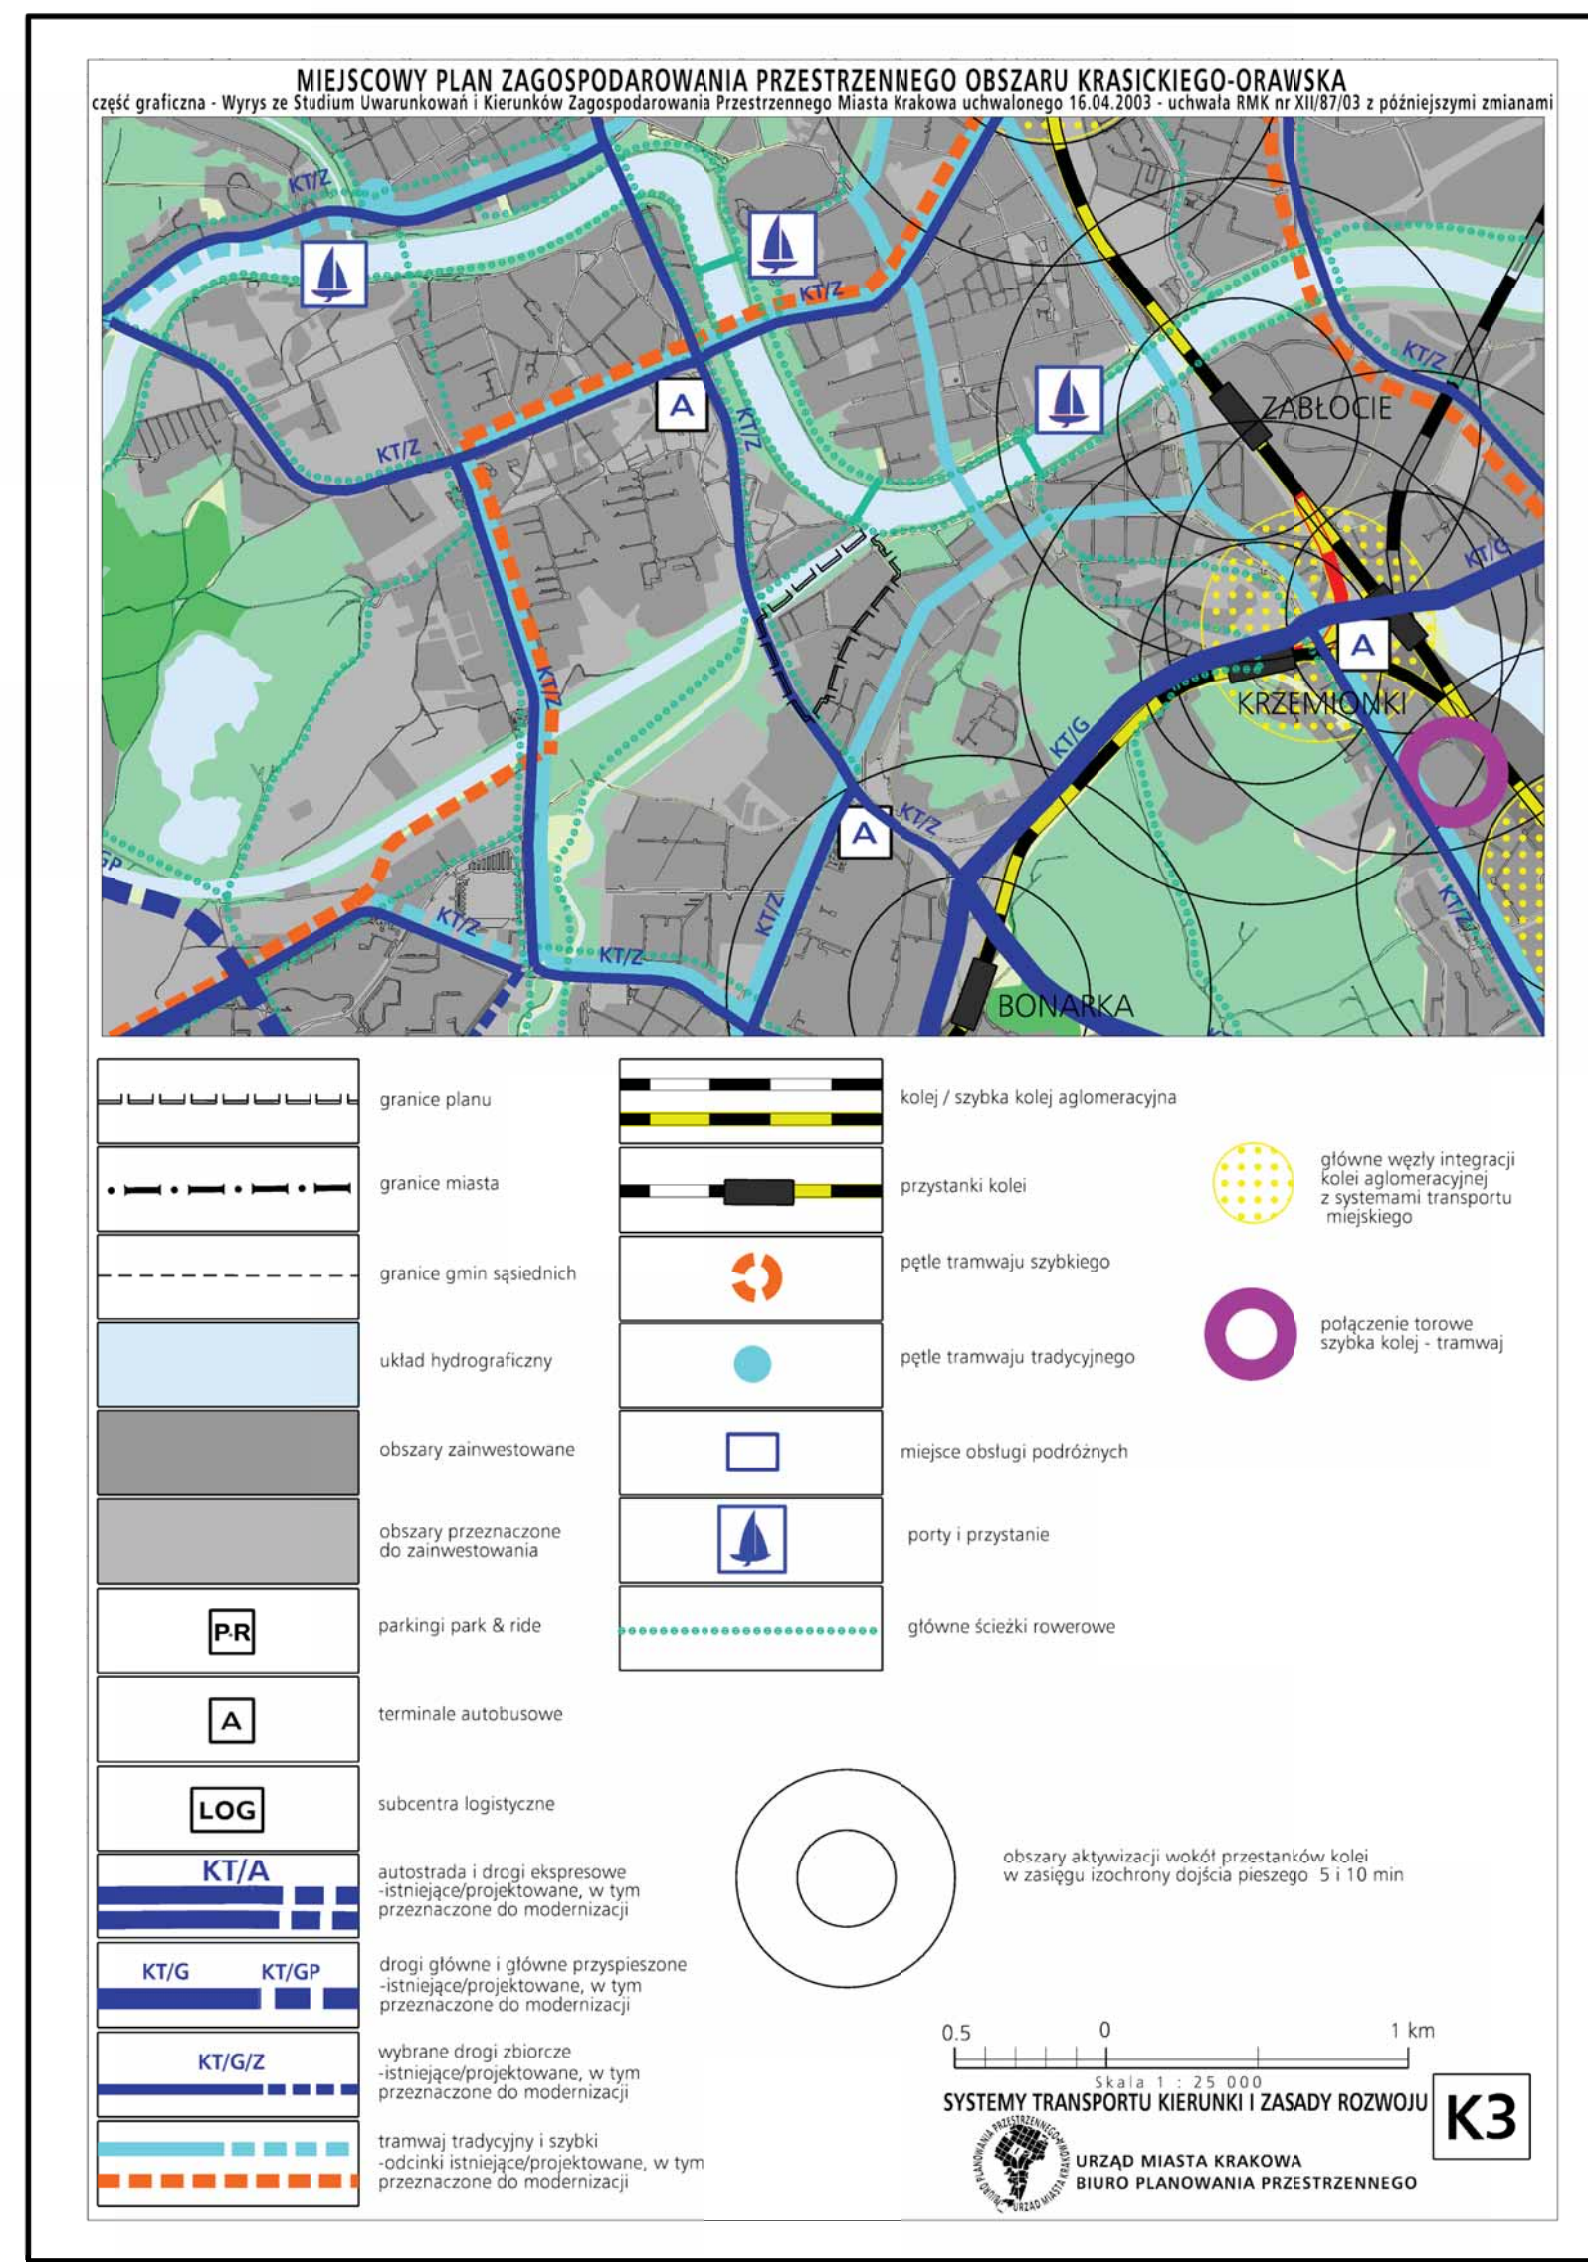 MIEJSCOWY PLAN ZAGOSPODAROWANIA PRZESTRZENNEGO OBSZARU KRASICKIEGO-ORAWSKA
część graficzna - Wyrys ze Studium Uwarunkowań i Kierunków Zagospodarowania Przestrzennego Miasta Krakowa uchwalonego 16.04.2003 - uchwała RMK nr XII/87/03 z późniejszymi zmianami
KT/Z
KT/Z
KT/Z
A
ZABŁOCIE
KT/Z
KT/Z
KT/G
A
KT/Z
KRZEMIONKI
KT/G
A
KT/Z
GP
KT/Z
KT/Z
KT/Z
KT/Z
BONARKA
granice planu
granice miasta
granice gmin sąsiednich
układ hydrograficzny
obszary zainwestowane
obszary przeznaczone
do zainwestowania
P·R
parkingi park & ride
A
terminale autobusowe
LOG
subcentra logistyczne
KT/A
autostrada i drogi ekspresowe
-istniejące/projektowane, w tym
przeznaczone do modernizacji
KT/G KT/GP
drogi główne i główne przyspieszone
-istniejące/projektowane, w tym
przeznaczone do modernizacji
KT/G/Z
wybrane drogi zbiorcze
-istniejące/projektowane, w tym
przeznaczone do modernizacji
tramwaj tradycyjny i szybki
-odcinki istniejące/projektowane, w tym
przeznaczone do modernizacji
kolej / szybka kolej aglomeracyjna
przystanki kolei
pętle tramwaju szybkiego
pętle tramwaju tradycyjnego
miejsce obsługi podróżnych
porty i przystanie
główne ścieżki rowerowe
główne węzły integracji
kolei aglomeracyjnej
z systemami transportu
miejskiego
połączenie torowe
szybka kolej - tramwaj
obszary aktywizacji wokół przestanków kolei
w zasięgu izochrony dojścia pieszego 5 i 10 min
0.5 0 1 km
Skala 1 : 25 000
SYSTEMY TRANSPORTU KIERUNKI I ZASADY ROZWOJU
K3
BIURO PLANOWANIA PRZESTRZENNEGO
URZĄD MIASTA KRAKOWA
URZĄD MIASTA KRAKOWA
BIURO PLANOWANIA PRZESTRZENNEGO